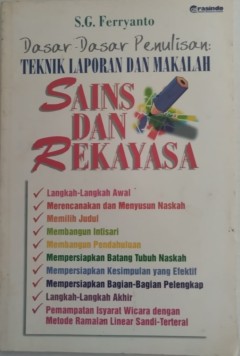 S.G. Ferryanto
Grasindo
Dasar-Dasar Penulisan:
TEKNIK LAPORAN DAN MAKALAH
SAINS
DAN
REKAYASA
Langkah-Langkah Awal
Merencanakan dan Menyusun Naskah
Memilih Judul
Membangun Intisari
Membangun Pendahuluan
Mempersiapkan Batang Tubuh Naskah
Mempersiapkan Kesimpulan yang Efektif
Mempersiapkan Bagian-Bagian Pelengkap
Langkah-Langkah Akhir
Pemampatan Isyarat Wicara dengan
Metode Ramalan Linear Sandi-Terteral